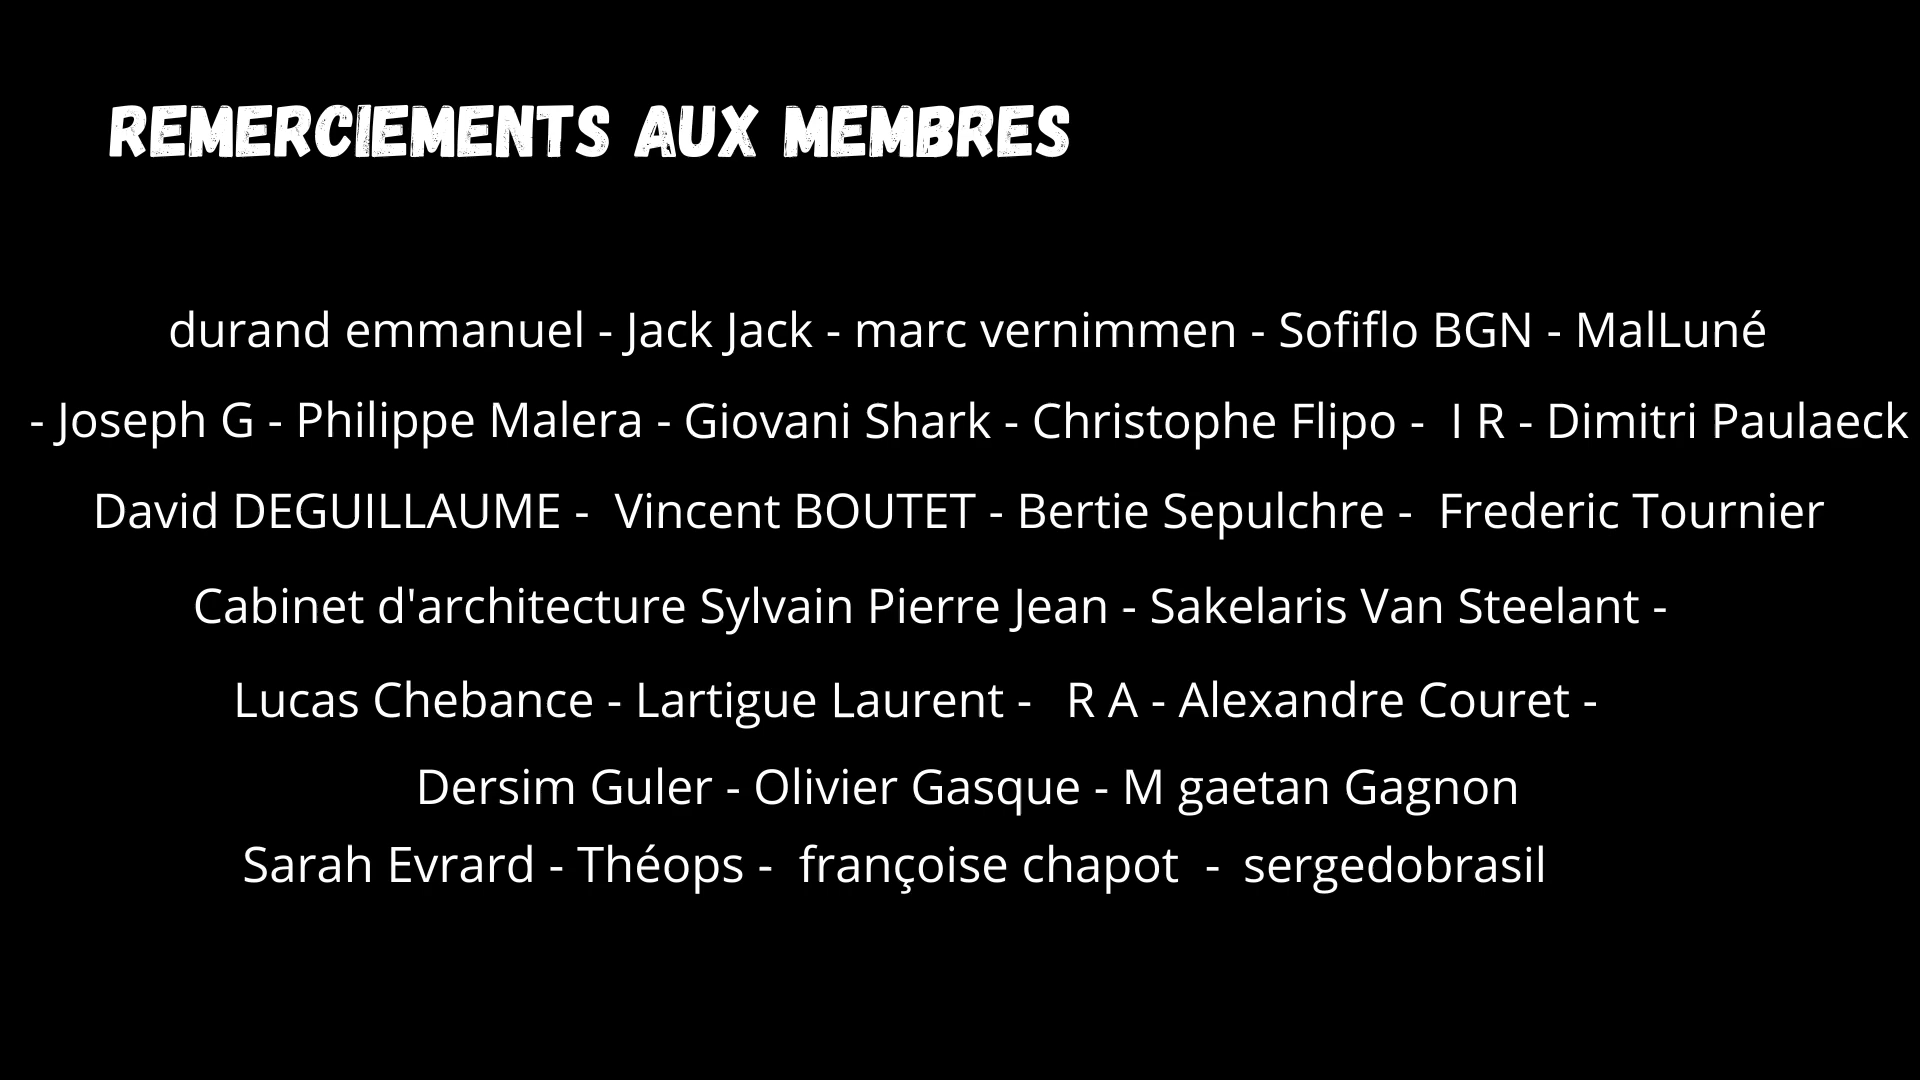 REMERCIEMENTS AUX MEMBRES
durand emmanuel - Jack Jack - marc vernimmen - Sofiflo BGN - MalLuné
- Joseph G - Philippe Malera - Giovani Shark - Christophe Flipo - I R - Dimitri Paulaeck
David DEGUILLAUME - Vincent BOUTET - Bertie Sepulchre - Frederic Tournier
Cabinet d'architecture Sylvain Pierre Jean - Sakelaris Van Steelant -
Lucas Chebance - Lartigue Laurent - R A - Alexandre Couret -
Dersim Guler - Olivier Gasque - M gaetan Gagnon
Sarah Evrard - Théops - françoise chapot - sergedobrasil